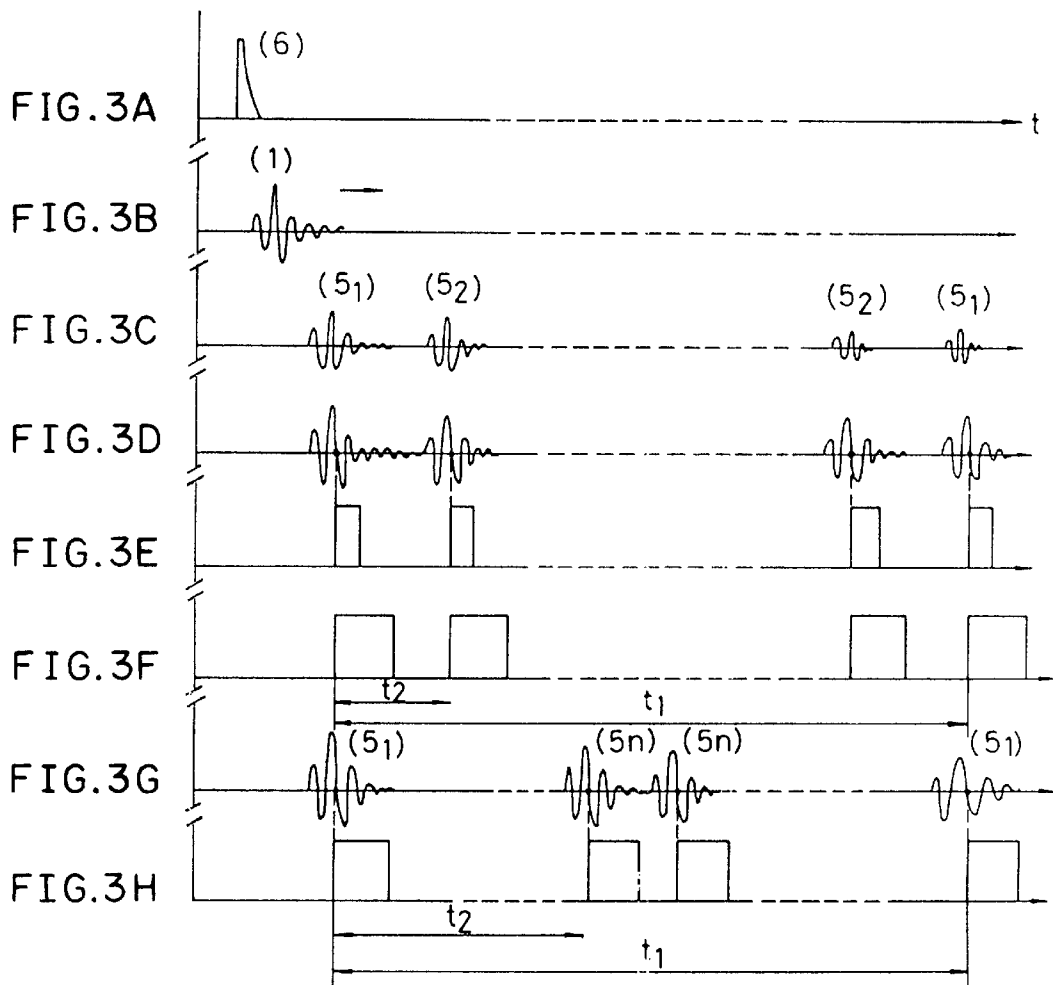 (6)
FIG.3A
t
(1)
FIG.3B
(5₁) (5₂) (5₂) (5₁)
FIG.3C
FIG.3D
FIG.3E
FIG.3F
t₂ t₁
(5₁) (5n) (5n) (5₁)
FIG.3G
FIG.3H
t₂
t₁